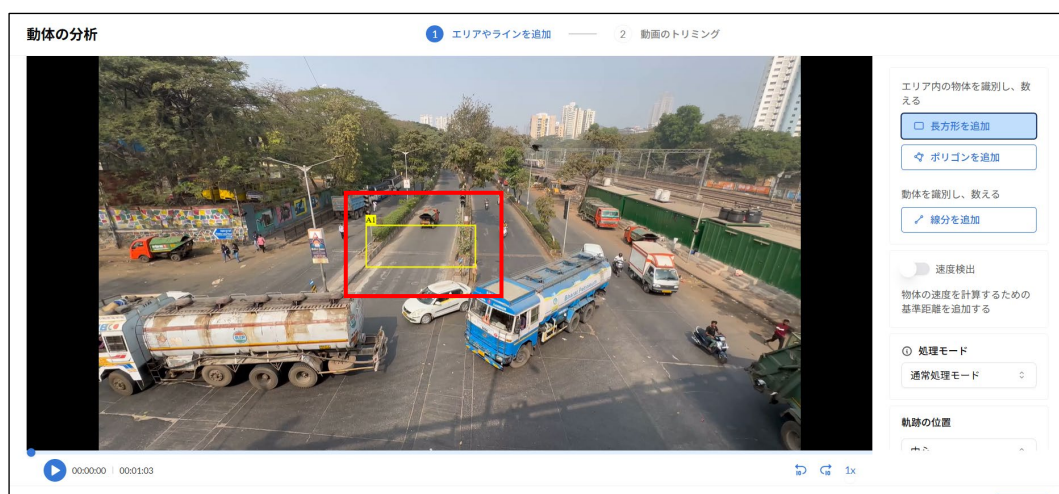 動体の分析
1 エリアやラインを追加
2 動画のトリミング
エリア内の物体を識別し、数
える
長方形を追加
ポリゴンを追加
動体を識別し、数える
線分を追加
速度検出
物体の速度を計算するための
基準距離を追加する
処理モード
通常処理モード
軌跡の位置
A1
00:00:00 00:01:03
10 10 1x